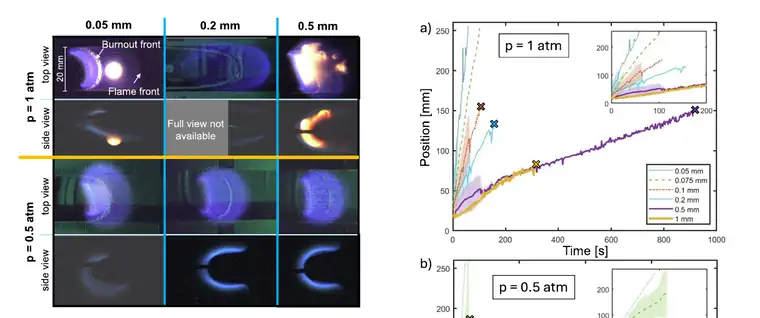 0.05 mm
0.2 mm
0.5 mm
p = 1 atm
top view
Burnout front
20 mm
Flame front
side view
Full view not
available
p = 0.5 atm
top view
side view
a)
p = 1 atm
Position [mm]
250
200
150
100
50
0
0
200
400
600
800
1000
Time [s]
200
100
0
0
100
200
0.05 mm
0.075 mm
0.1 mm
0.2 mm
0.5 mm
1 mm
b)
p = 0.5 atm
250
200
200
100